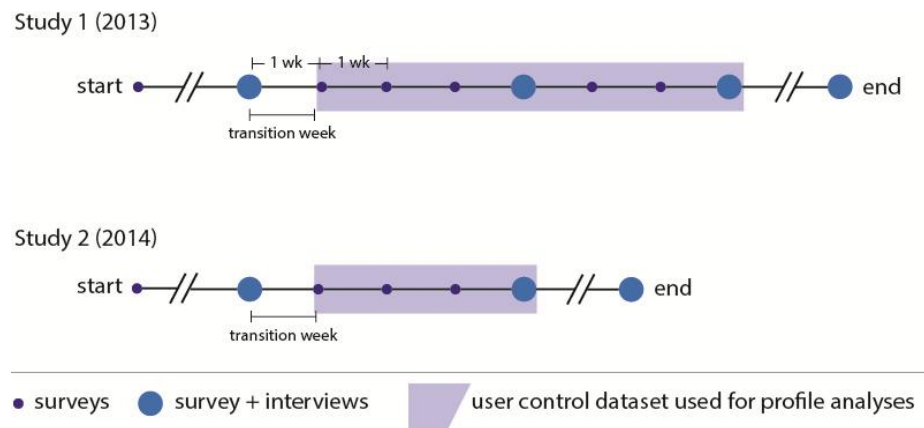 Study 1 (2013)
1 wk 1 wk
start end
transition week
Study 2 (2014)
start end
transition week
surveys survey + interviews user control dataset used for profile analyses